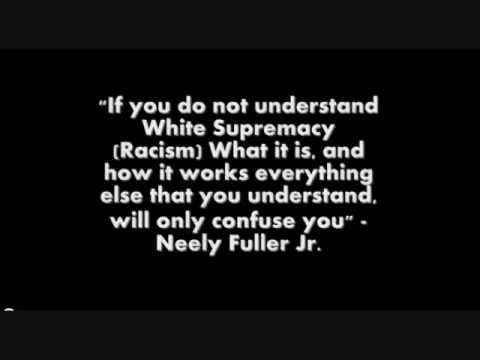 "If you do not understand
White Supremacy
(Racism) What it is, and
how it works everything
else that you understand,
will only confuse you" -
Neely Fuller Jr.